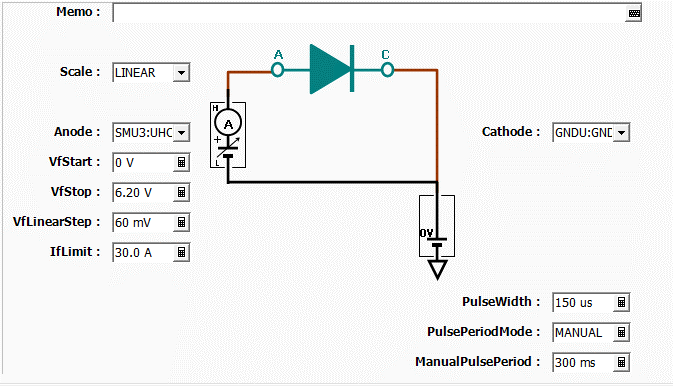 Memo :
Scale : LINEAR
A C
H
A
+
L
Anode : SMU3:UHC
Cathode : GNDU:GND
VfStart : 0 V
VfStop : 6.20 V
VfLinearStep : 60 mV
0V
IfLimit : 30.0 A
PulseWidth : 150 us
PulsePeriodMode : MANUAL
ManualPulsePeriod : 300 ms